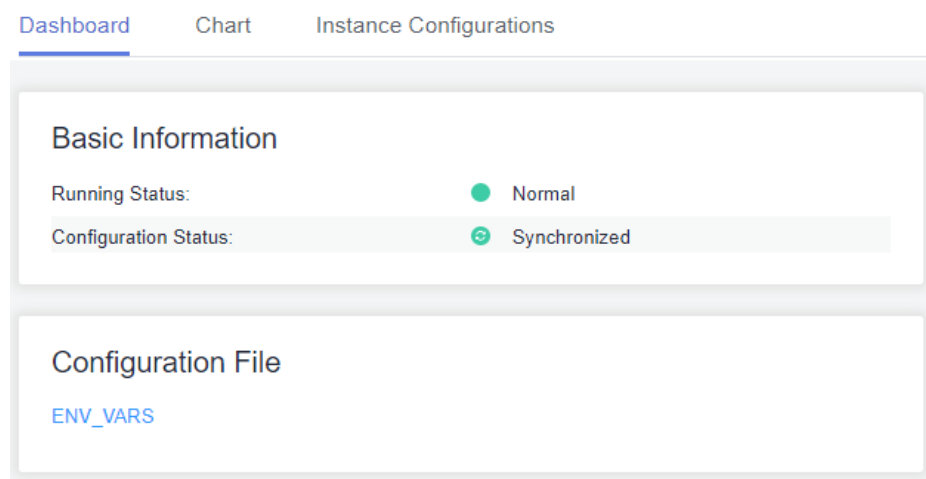 Dashboard Chart Instance Configurations
Basic Information
Running Status: Normal
Configuration Status: Synchronized
Configuration File
ENV_VARS